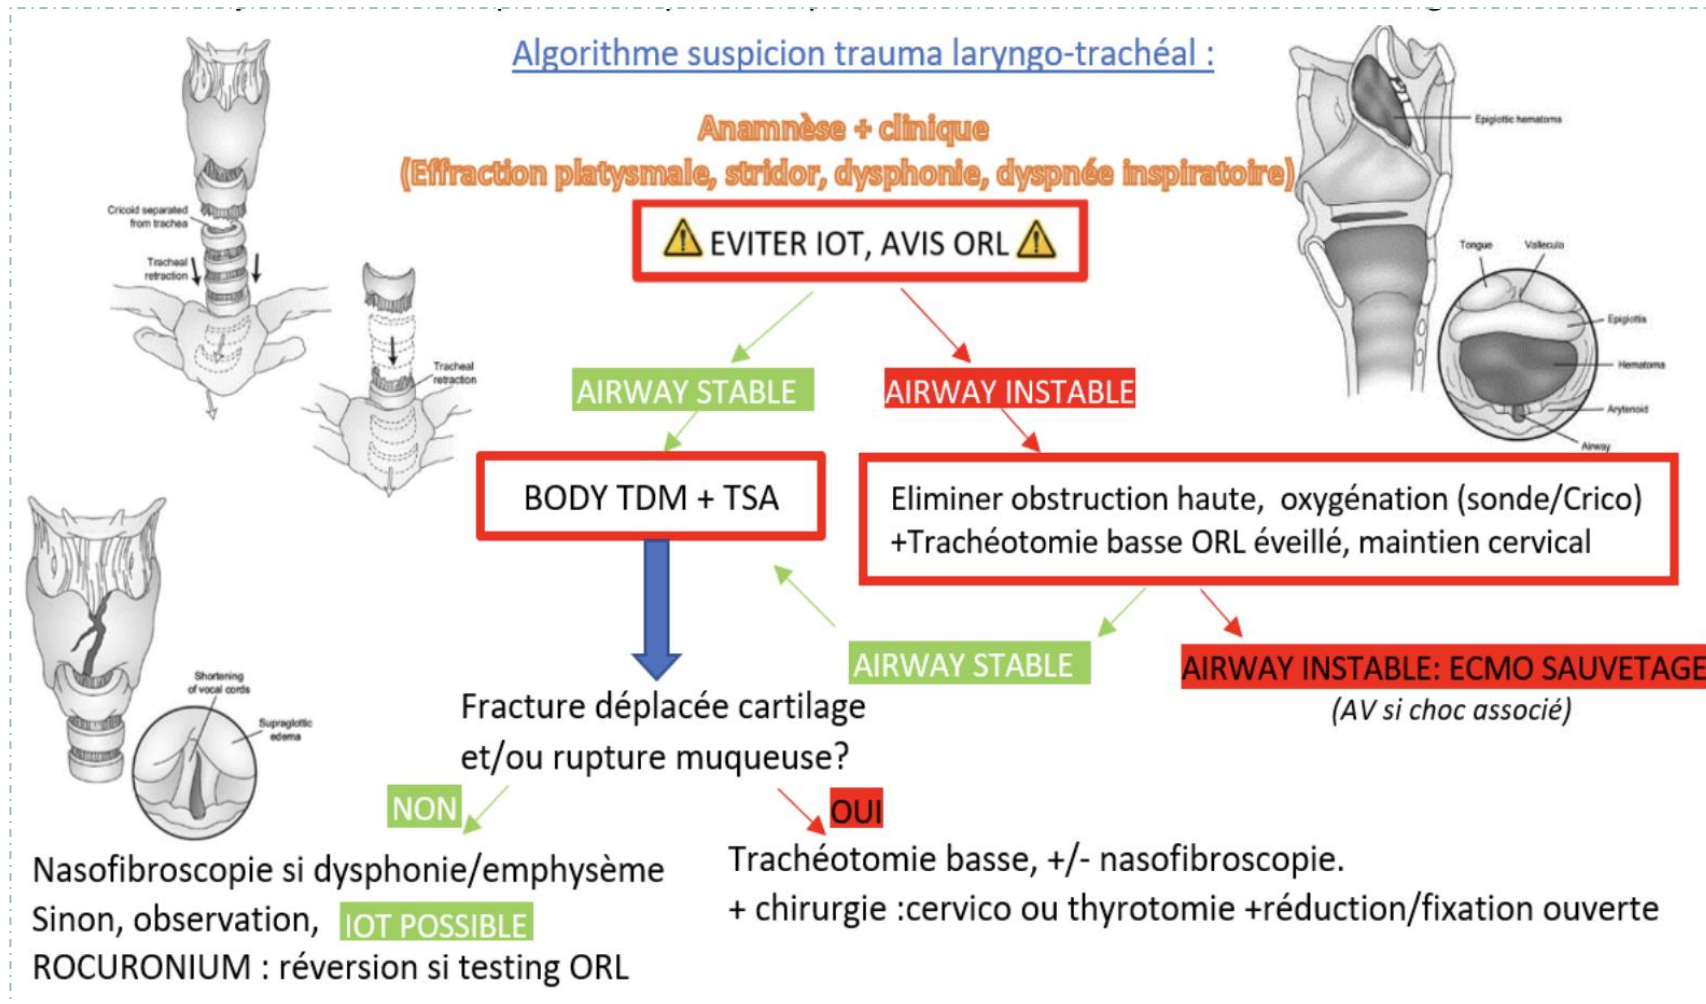 Algorithme suspicion trauma laryngo-trachéal :
Anamnèse + clinique
(Effraction platysmale, stridor, dysphonie, dyspnée inspiratoire)
⚠ EVITER IOT, AVIS ORL ⚠
AIRWAY STABLE
AIRWAY INSTABLE
BODY TDM + TSA
Eliminer obstruction haute, oxygénation (sonde/Crico)
+Trachéotomie basse ORL éveillé, maintien cervical
AIRWAY STABLE
AIRWAY INSTABLE: ECMO SAUVETAGE
(AV si choc associé)
Fracture déplacée cartilage
et/ou rupture muqueuse?
NON
OUI
Nasofibroscopie si dysphonie/emphysème
Sinon, observation, IOT POSSIBLE
ROCURONIUM : réversion si testing ORL
Trachéotomie basse, +/- nasofibroscopie.
+ chirurgie :cervico ou thyrotomie +réduction/fixation ouverte
Cricoid separated
from trachea
Tracheal
retraction
Tracheal
retraction
Shortening
of vocal cords
Supraglottic
edema
Epiglottic hematoma
Tongue
Vallecula
Epiglottis
Hematoma
Arytenoid
Airway